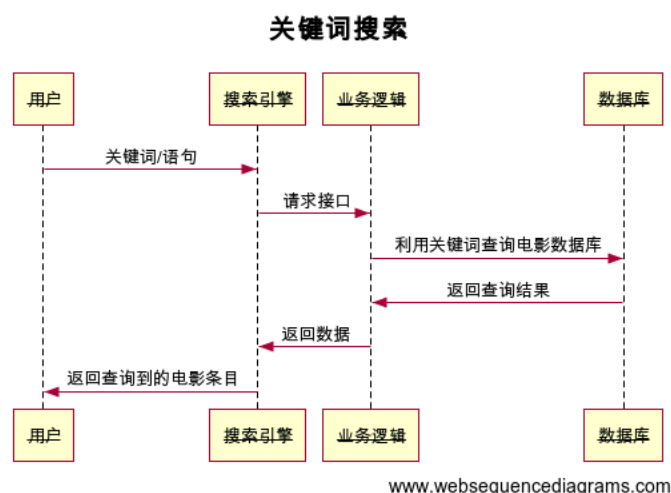 关键词搜索
用户 搜索引擎 业务逻辑 数据库
关键词/语句
请求接口
利用关键词查询电影数据库
返回查询结果
返回数据
返回查询到的电影条目
用户 搜索引擎 业务逻辑 数据库
www.websequencediagrams.com